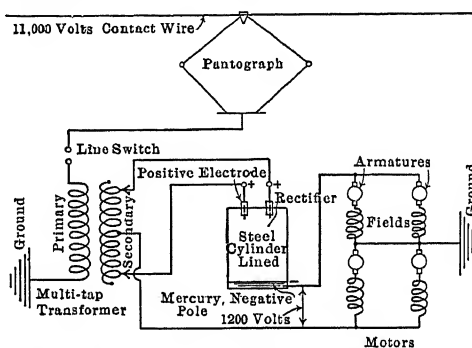 11,000 Volts Contact Wire
Pantograph
Line Switch
Positive Electrode
+
+
Armatures
Ground
Rectifier
Ground
Primary
Secondary
Steel
Cylinder
Lined
Fields
Multi-tap
Transformer
Mercury, Negative
Pole
1200 Volts
Motors